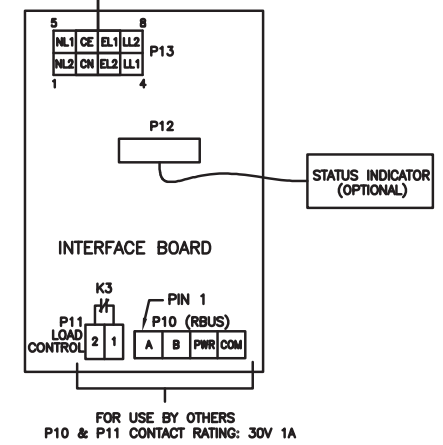 5 8
NL1 CE EL1 LL2
NL2 CN EL2 LL1
P13
1 4
P12
STATUS INDICATOR
(OPTIONAL)
INTERFACE BOARD
K3
PIN 1
P11
LOAD
CONTROL
2 1
P10 (RBUS)
A B PWR COM
FOR USE BY OTHERS
P10 & P11 CONTACT RATING: 30V 1A